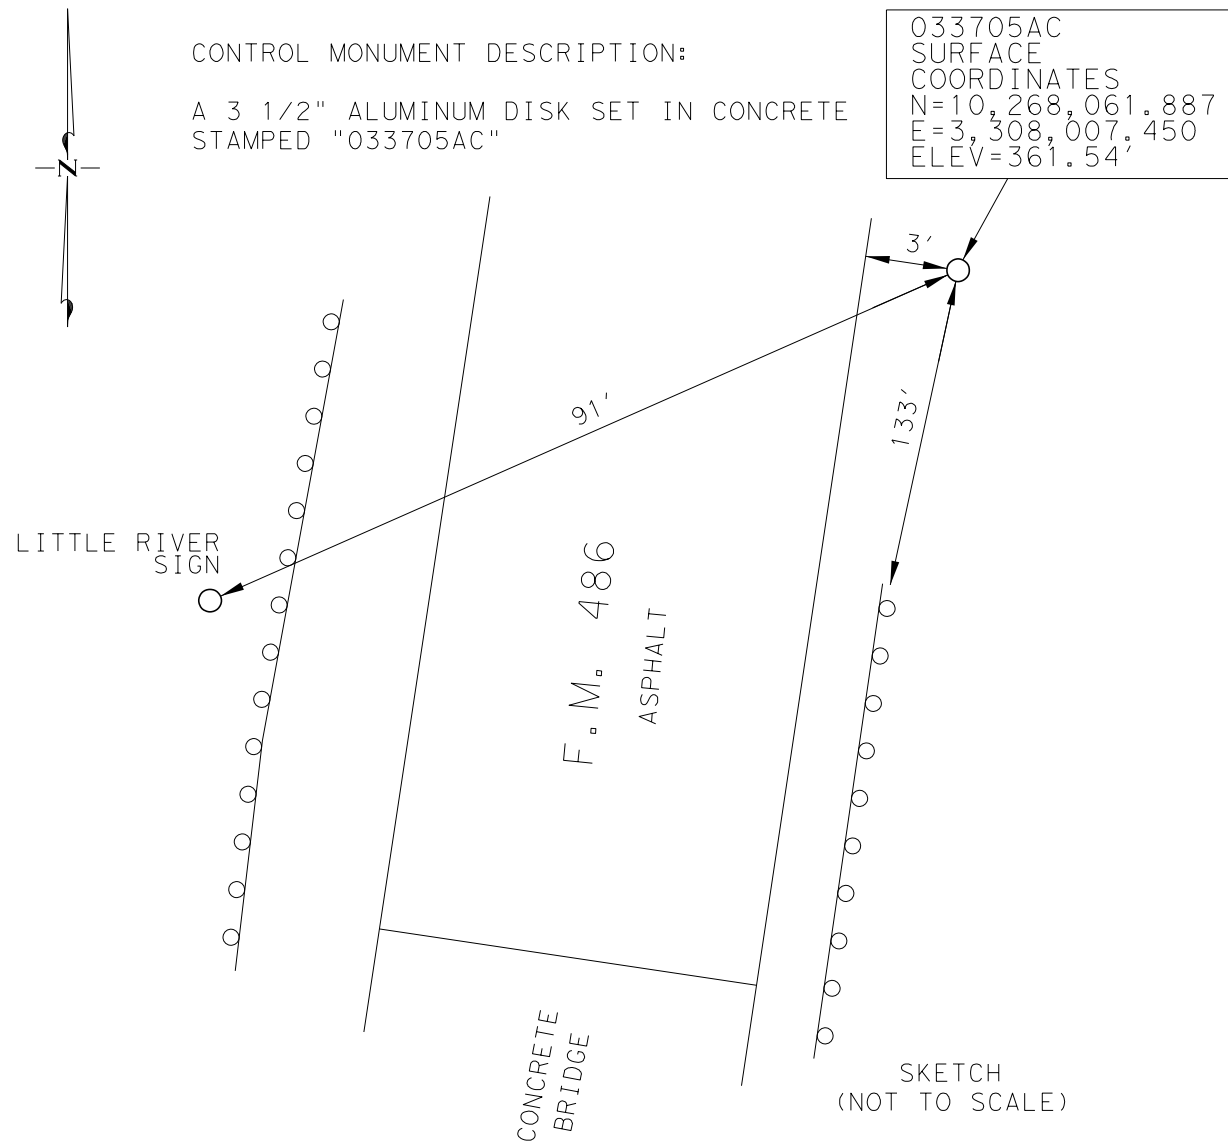 CONTROL MONUMENT DESCRIPTION:
A 3 1/2" ALUMINUM DISK SET IN CONCRETE
STAMPED "033705AC"
033705AC
SURFACE
COORDINATES
N=10,268,061.887
E=3,308,007.450
ELEV=361.54'
N
3'
91'
133'
LITTLE RIVER
SIGN
F.M. 486
ASPHALT
CONCRETE
BRIDGE
SKETCH
(NOT TO SCALE)